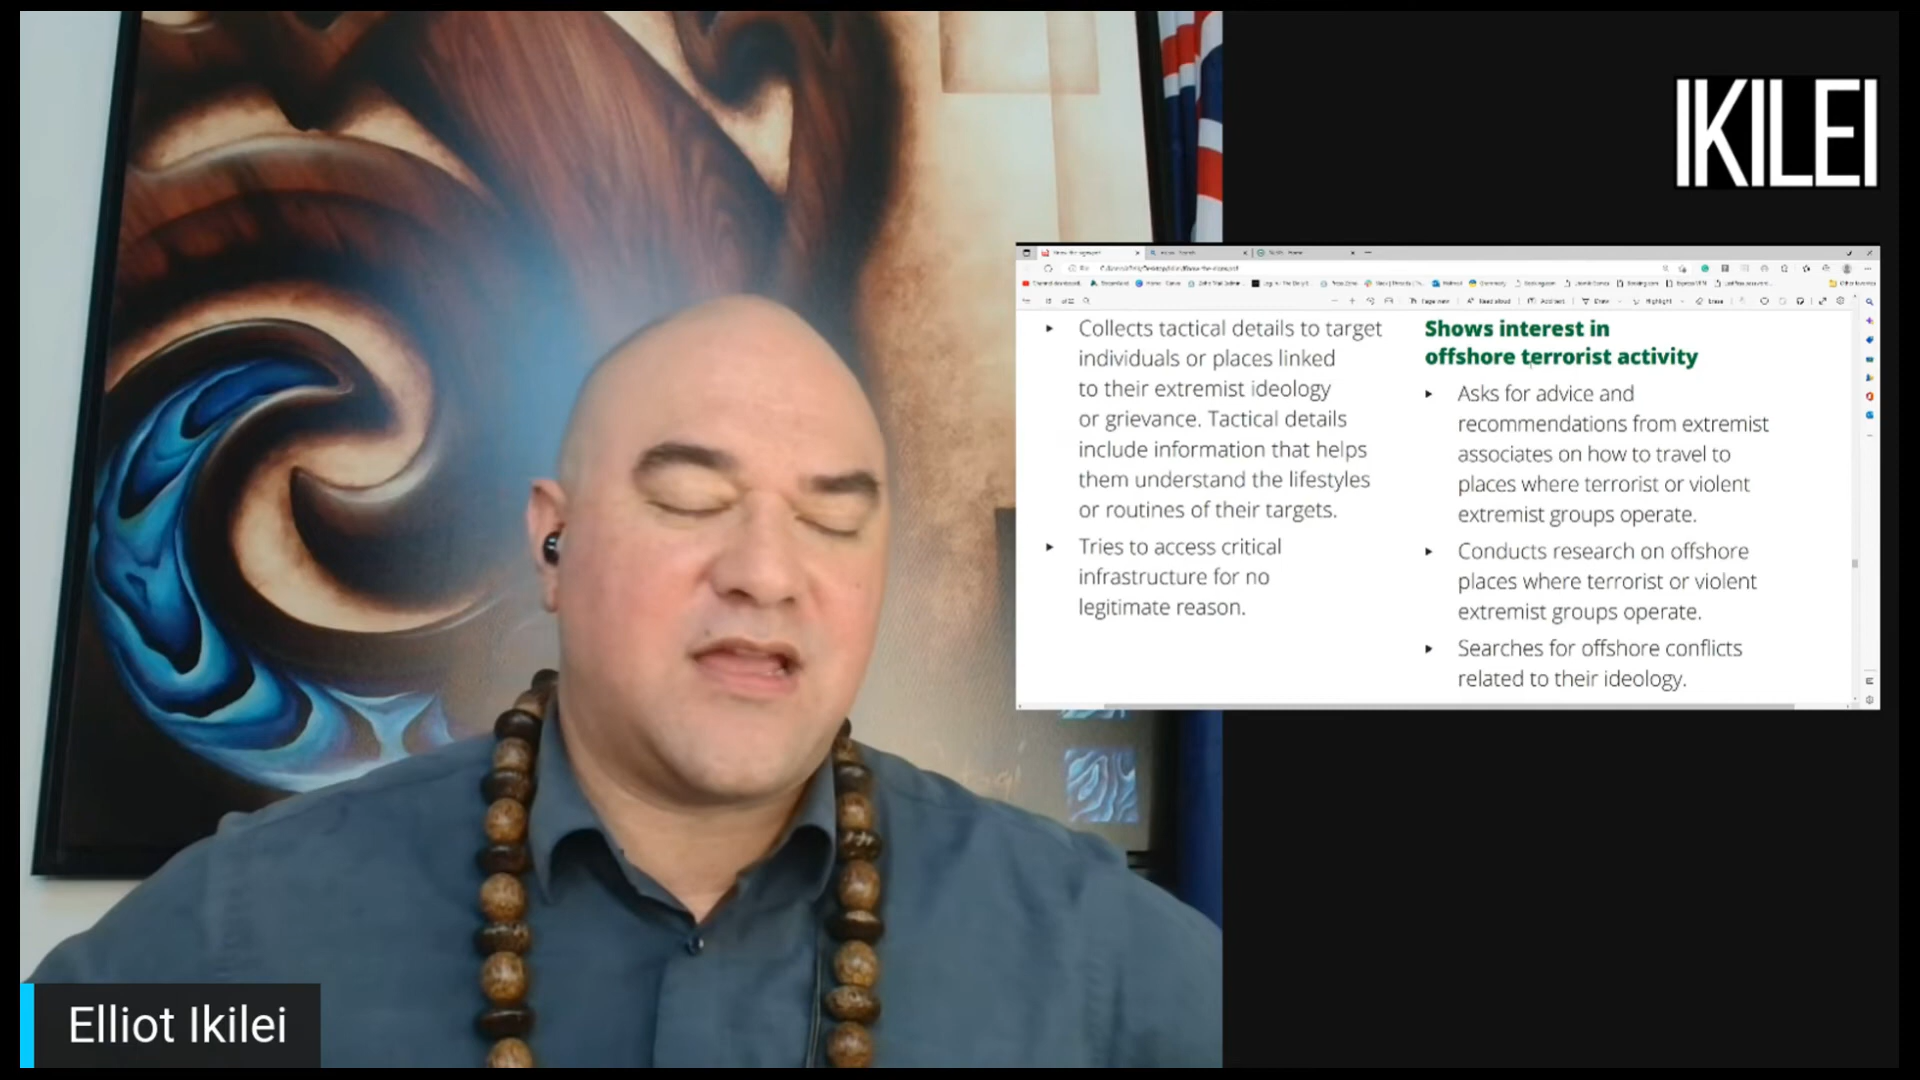 IKILEI
Collects tactical details to target
individuals or places linked
to their extremist ideology
or grievance. Tactical details
include information that helps
them understand the lifestyles
or routines of their targets.
Tries to access critical
infrastructure for no
legitimate reason.
Shows interest in
offshore terrorist activity
Asks for advice and
recommendations from extremist
associates on how to travel to
places where terrorist or violent
extremist groups operate.
Conducts research on offshore
places where terrorist or violent
extremist groups operate.
Searches for offshore conflicts
related to their ideology.
Elliot Ikilei